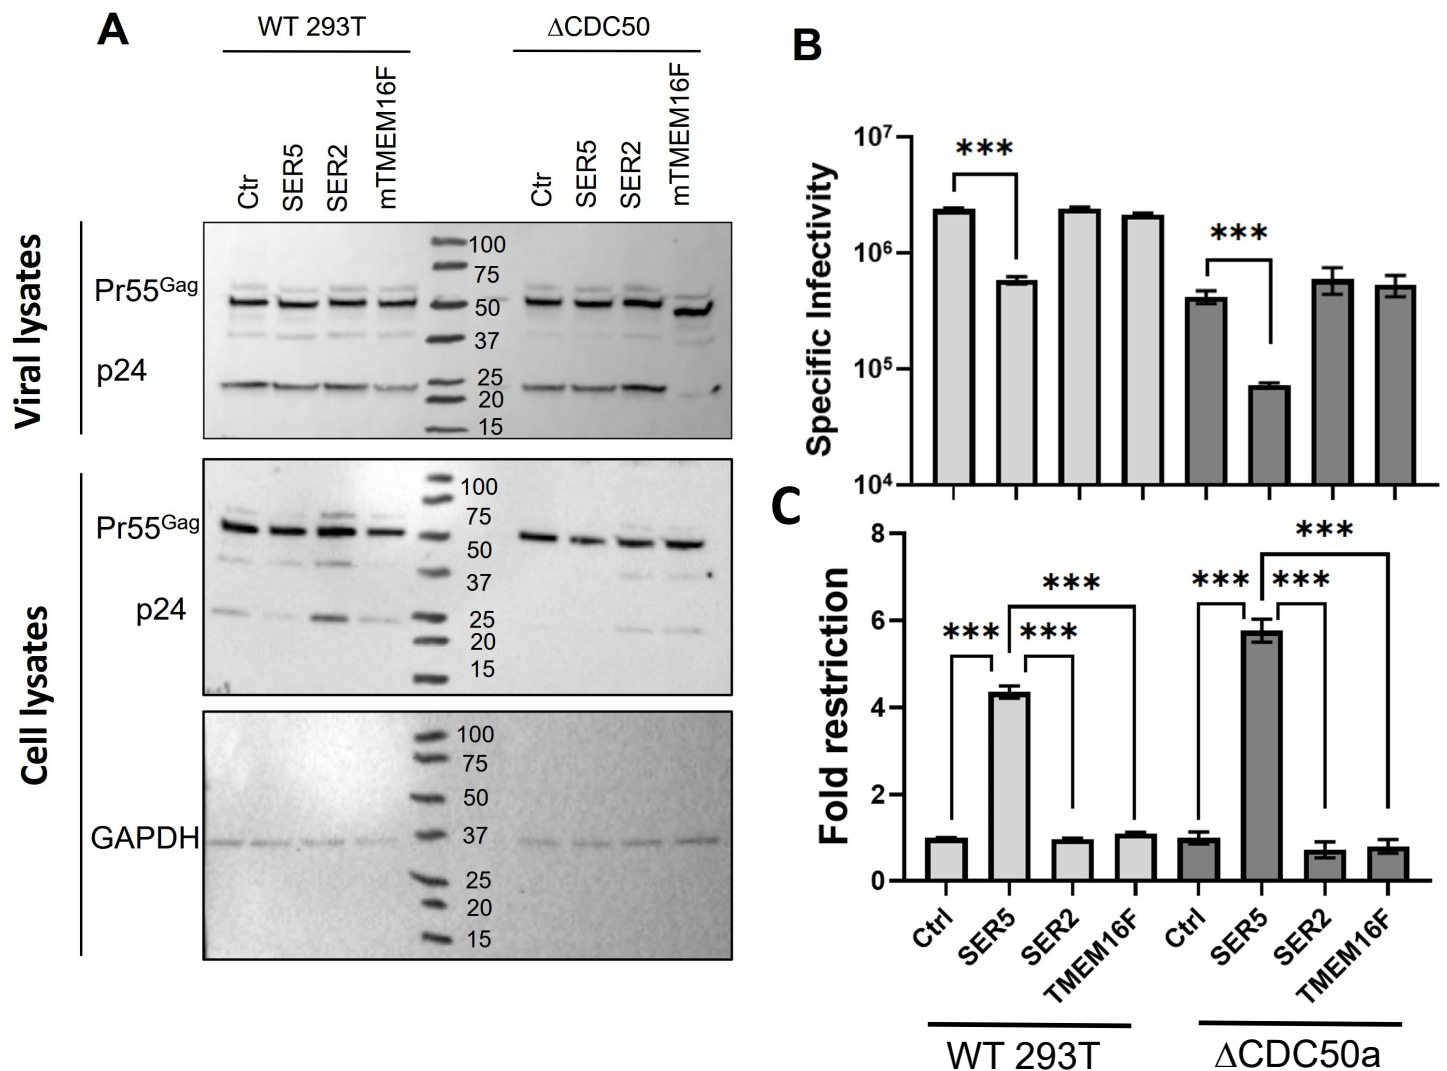 A
WT 293T
ΔCDC50
Ctr
SER5
SER2
mTMEM16F
Ctr
SER5
SER2
mTMEM16F
Viral lysates
Pr55Gag
p24
100
75
50
37
25
20
15
Cell lysates
Pr55Gag
p24
100
75
50
37
25
20
15
GAPDH
100
75
50
37
25
20
15
B
Specific Infectivity
10⁷
10⁶
10⁵
10⁴
***
***
C
Fold restriction
8
6
4
2
0
***
***
***
***
***
***
Ctrl
SER5
SER2
TMEM16F
Ctrl
SER5
SER2
TMEM16F
WT 293T
ΔCDC50a